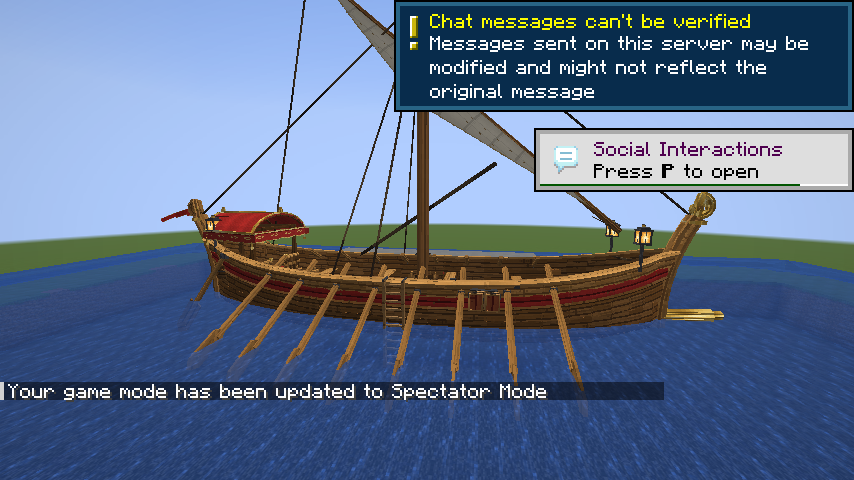 Chat messages can't be verified
Messages sent on this server may be
modified and might not reflect the
original message
Social Interactions
Press P to open
Your game mode has been updated to Spectator Mode